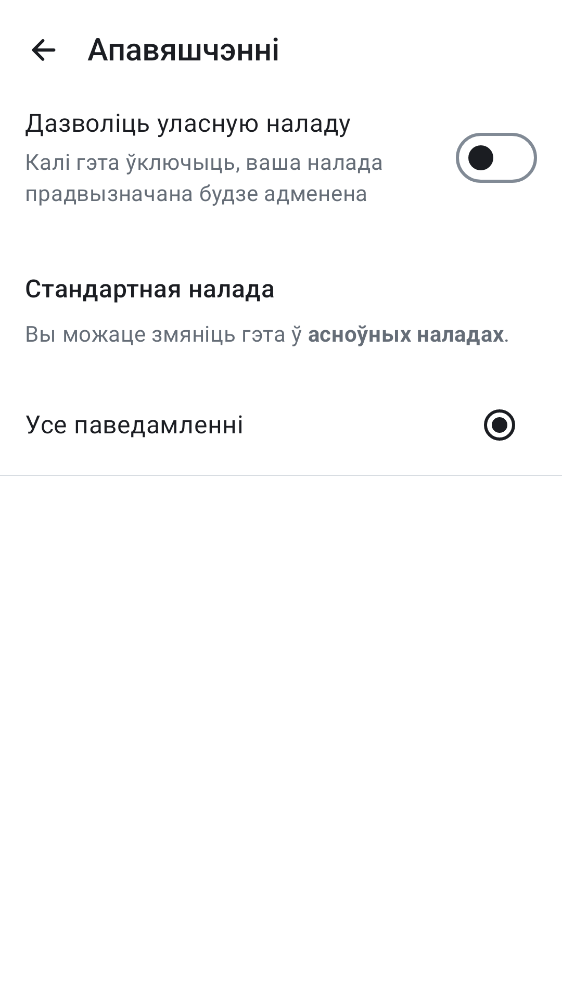 Апавяшчэнні
Дазволіць уласную наладу
Калі гэта ўключыць, ваша налада
прадвызначана будзе адменена
Стандартная налада
Вы можаце змяніць гэта ў асноўных наладах.
Усе паведамленні